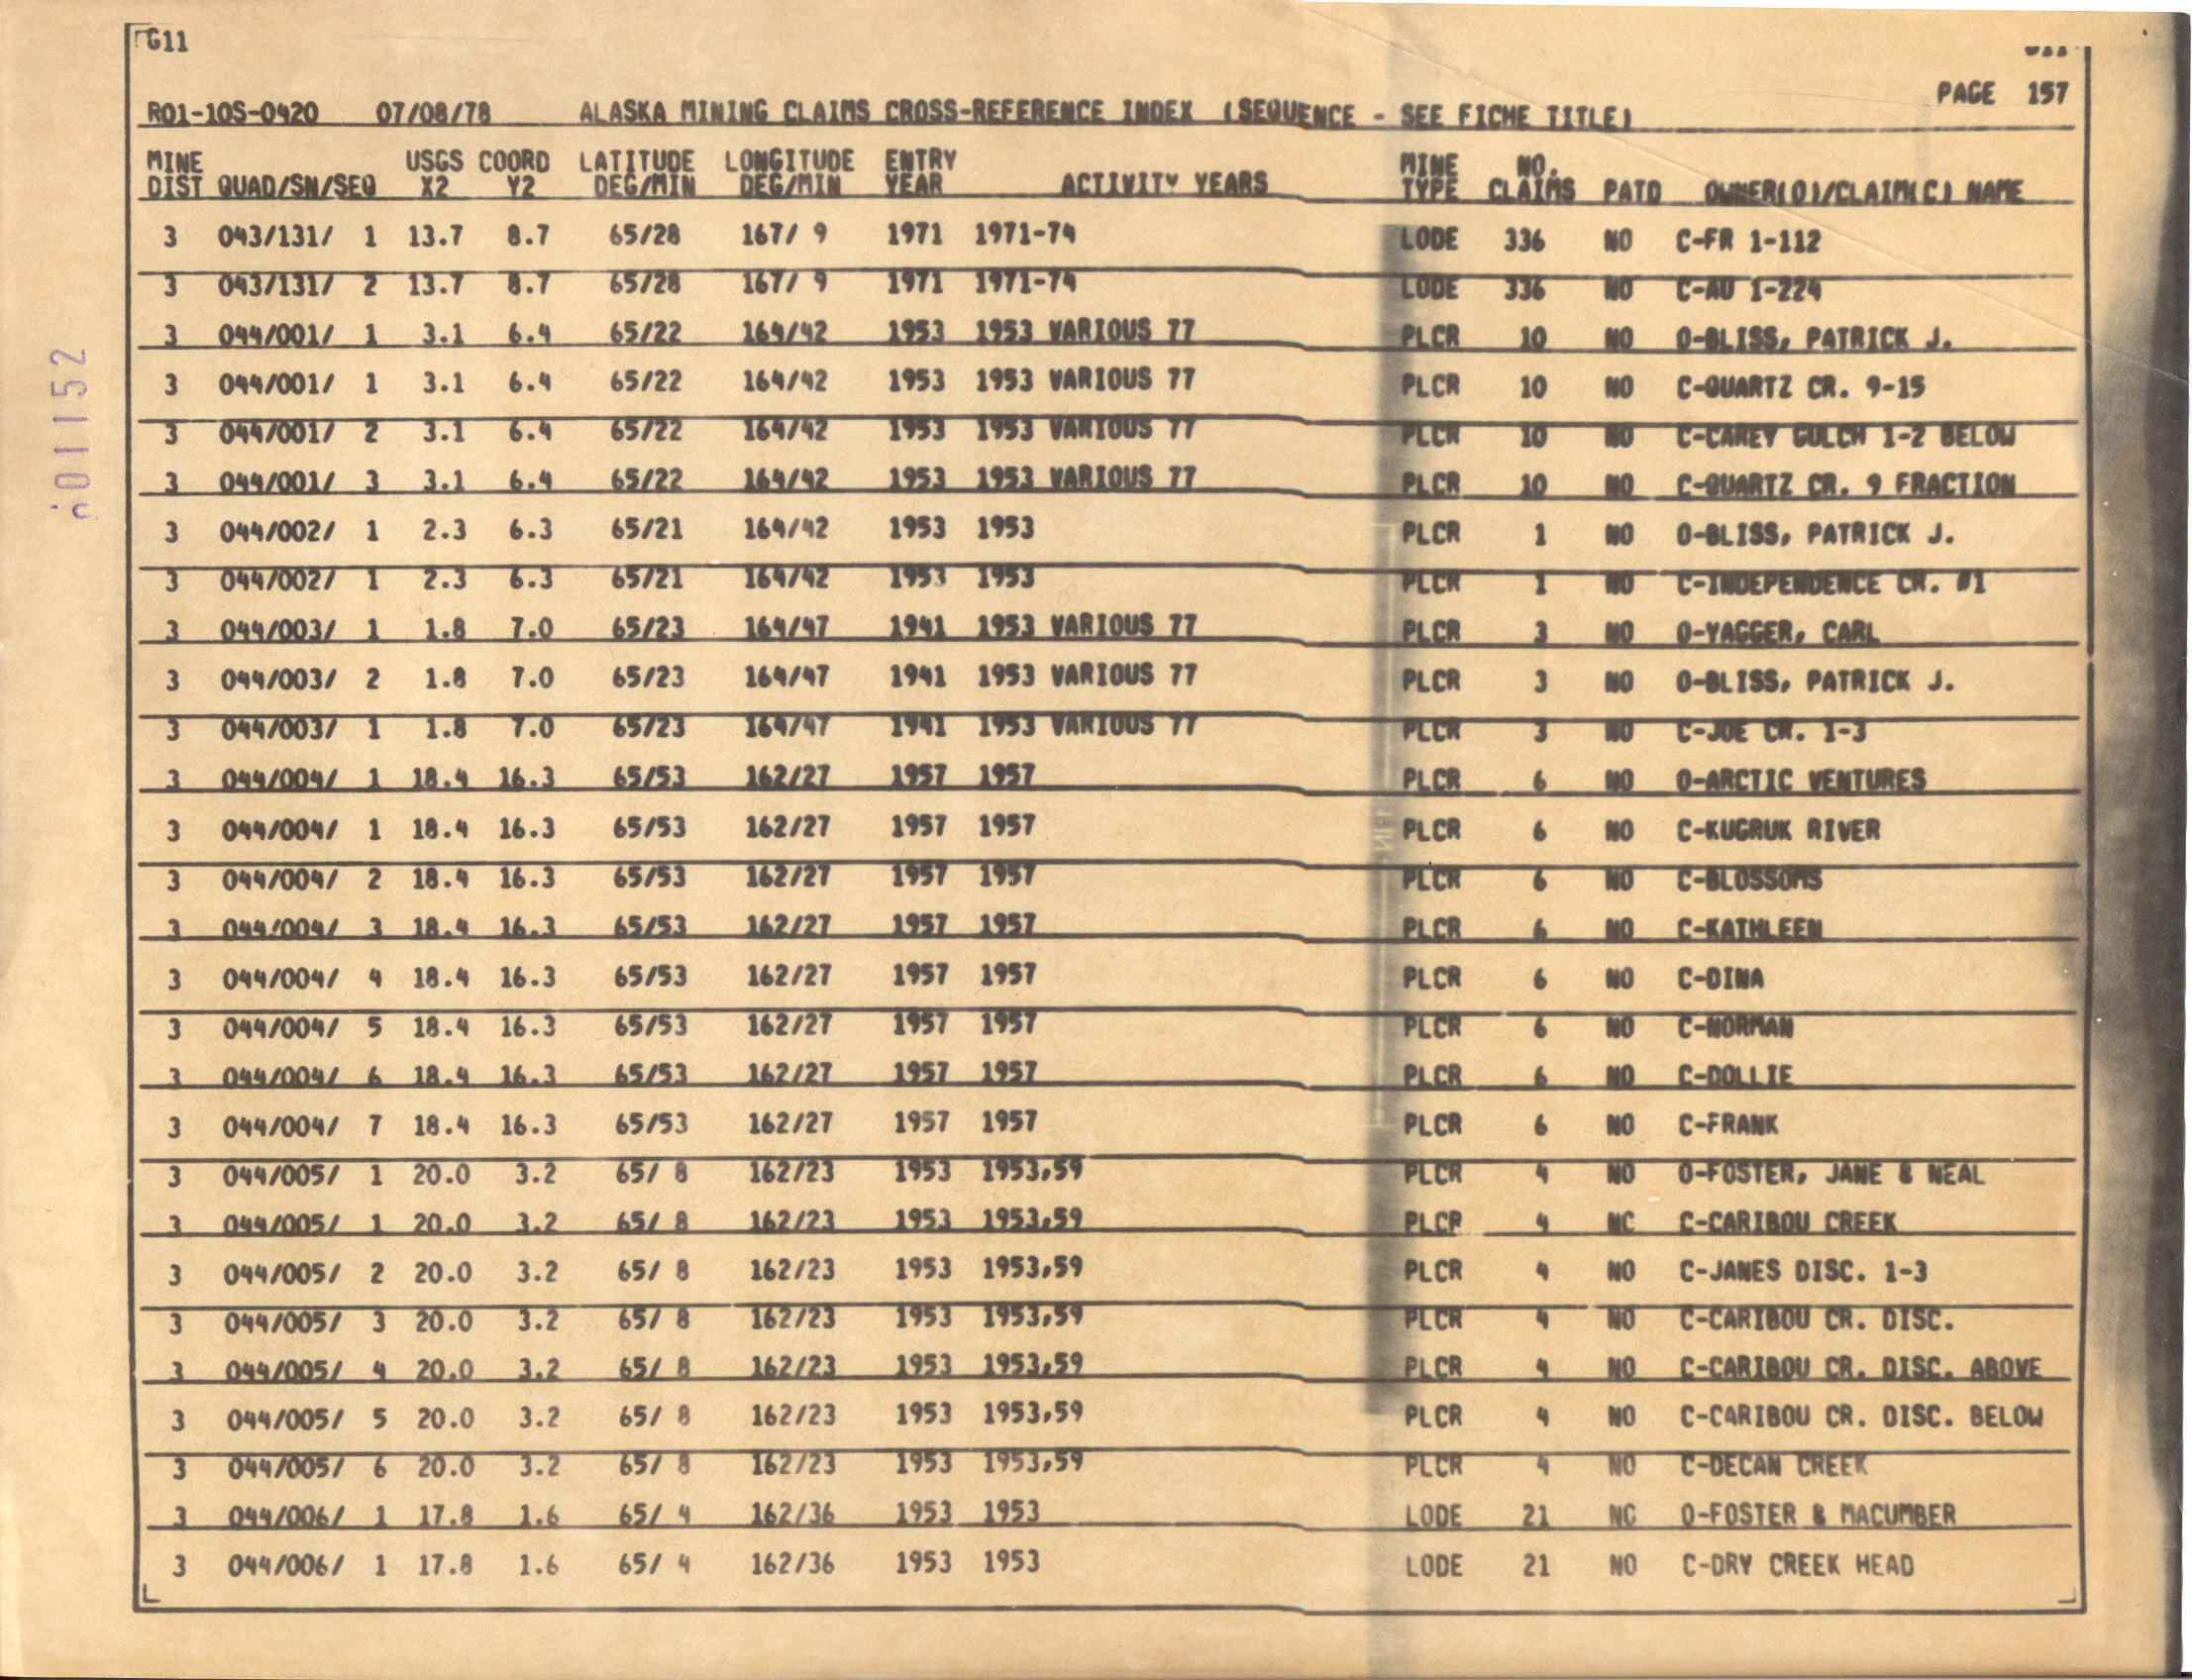 G11
PAGE 157
R01-10S-0420 07/08/78 ALASKA MINING CLAIMS CROSS-REFERENCE INDEX (SEQUENCE - SEE FICHE TITLE)
MINE USGS COORD LATITUDE LONGITUDE ENTRY MINE NO.
DIST QUAD/SN/SEQ X2 Y2 DEG/MIN DEG/MIN YEAR ACTIVITY YEARS TYPE CLAIMS PATD OWNER(O)/CLAIM(C) NAME
3 043/131/ 1 13.7 8.7 65/28 167/ 9 1971 1971-74 LODE 336 NO C-FR 1-112
3 043/131/ 2 13.7 8.7 65/28 167/ 9 1971 1971-74 LODE 336 NO C-AU 1-224
3 044/001/ 1 3.1 6.4 65/22 164/42 1953 1953 VARIOUS 77 PLCR 10 NO O-BLISS, PATRICK J.
3 044/001/ 1 3.1 6.4 65/22 164/42 1953 1953 VARIOUS 77 PLCR 10 NO C-QUARTZ CR. 9-15
3 044/001/ 2 3.1 6.4 65/22 164/42 1953 1953 VARIOUS 77 PLCR 10 NO C-CAREY GULCH 1-2 BELOW
3 044/001/ 3 3.1 6.4 65/22 164/42 1953 1953 VARIOUS 77 PLCR 10 NO C-QUARTZ CR. 9 FRACTION
3 044/002/ 1 2.3 6.3 65/21 164/42 1953 1953 PLCR 1 NO O-BLISS, PATRICK J.
3 044/002/ 1 2.3 6.3 65/21 164/42 1953 1953 PLCR 1 NO C-INDEPENDENCE CR. #1
3 044/003/ 1 1.8 7.0 65/23 164/47 1941 1953 VARIOUS 77 PLCR 3 NO O-YAGGER, CARL
3 044/003/ 2 1.8 7.0 65/23 164/47 1941 1953 VARIOUS 77 PLCR 3 NO O-BLISS, PATRICK J.
3 044/003/ 1 1.8 7.0 65/23 164/47 1941 1953 VARIOUS 77 PLCR 3 NO C-JOE CR. 1-3
3 044/004/ 1 18.4 16.3 65/53 162/27 1957 1957 PLCR 6 NO O-ARCTIC VENTURES
3 044/004/ 1 18.4 16.3 65/53 162/27 1957 1957 PLCR 6 NO C-KUGRUK RIVER
3 044/004/ 2 18.4 16.3 65/53 162/27 1957 1957 PLCR 6 NO C-BLOSSOMS
3 044/004/ 3 18.4 16.3 65/53 162/27 1957 1957 PLCR 6 NO C-KATHLEEN
3 044/004/ 4 18.4 16.3 65/53 162/27 1957 1957 PLCR 6 NO C-DINA
3 044/004/ 5 18.4 16.3 65/53 162/27 1957 1957 PLCR 6 NO C-NORMAN
3 044/004/ 6 18.4 16.3 65/53 162/27 1957 1957 PLCR 6 NO C-DOLLIE
3 044/004/ 7 18.4 16.3 65/53 162/27 1957 1957 PLCR 6 NO C-FRANK
3 044/005/ 1 20.0 3.2 65/ 8 162/23 1953 1953,59 PLCR 4 NO O-FOSTER, JANE & NEAL
3 044/005/ 1 20.0 3.2 65/ 8 162/23 1953 1953,59 PLCR 4 NO C-CARIBOU CREEK
3 044/005/ 2 20.0 3.2 65/ 8 162/23 1953 1953,59 PLCR 4 NO C-JANES DISC. 1-3
3 044/005/ 3 20.0 3.2 65/ 8 162/23 1953 1953,59 PLCR 4 NO C-CARIBOU CR. DISC.
3 044/005/ 4 20.0 3.2 65/ 8 162/23 1953 1953,59 PLCR 4 NO C-CARIBOU CR. DISC. ABOVE
3 044/005/ 5 20.0 3.2 65/ 8 162/23 1953 1953,59 PLCR 4 NO C-CARIBOU CR. DISC. BELOW
3 044/005/ 6 20.0 3.2 65/ 8 162/23 1953 1953,59 PLCR 4 NO C-DECAN CREEK
3 044/006/ 1 17.8 1.6 65/ 4 162/36 1953 1953 LODE 21 NO O-FOSTER & MACUMBER
3 044/006/ 1 17.8 1.6 65/ 4 162/36 1953 1953 LODE 21 NO C-DRY CREEK HEAD